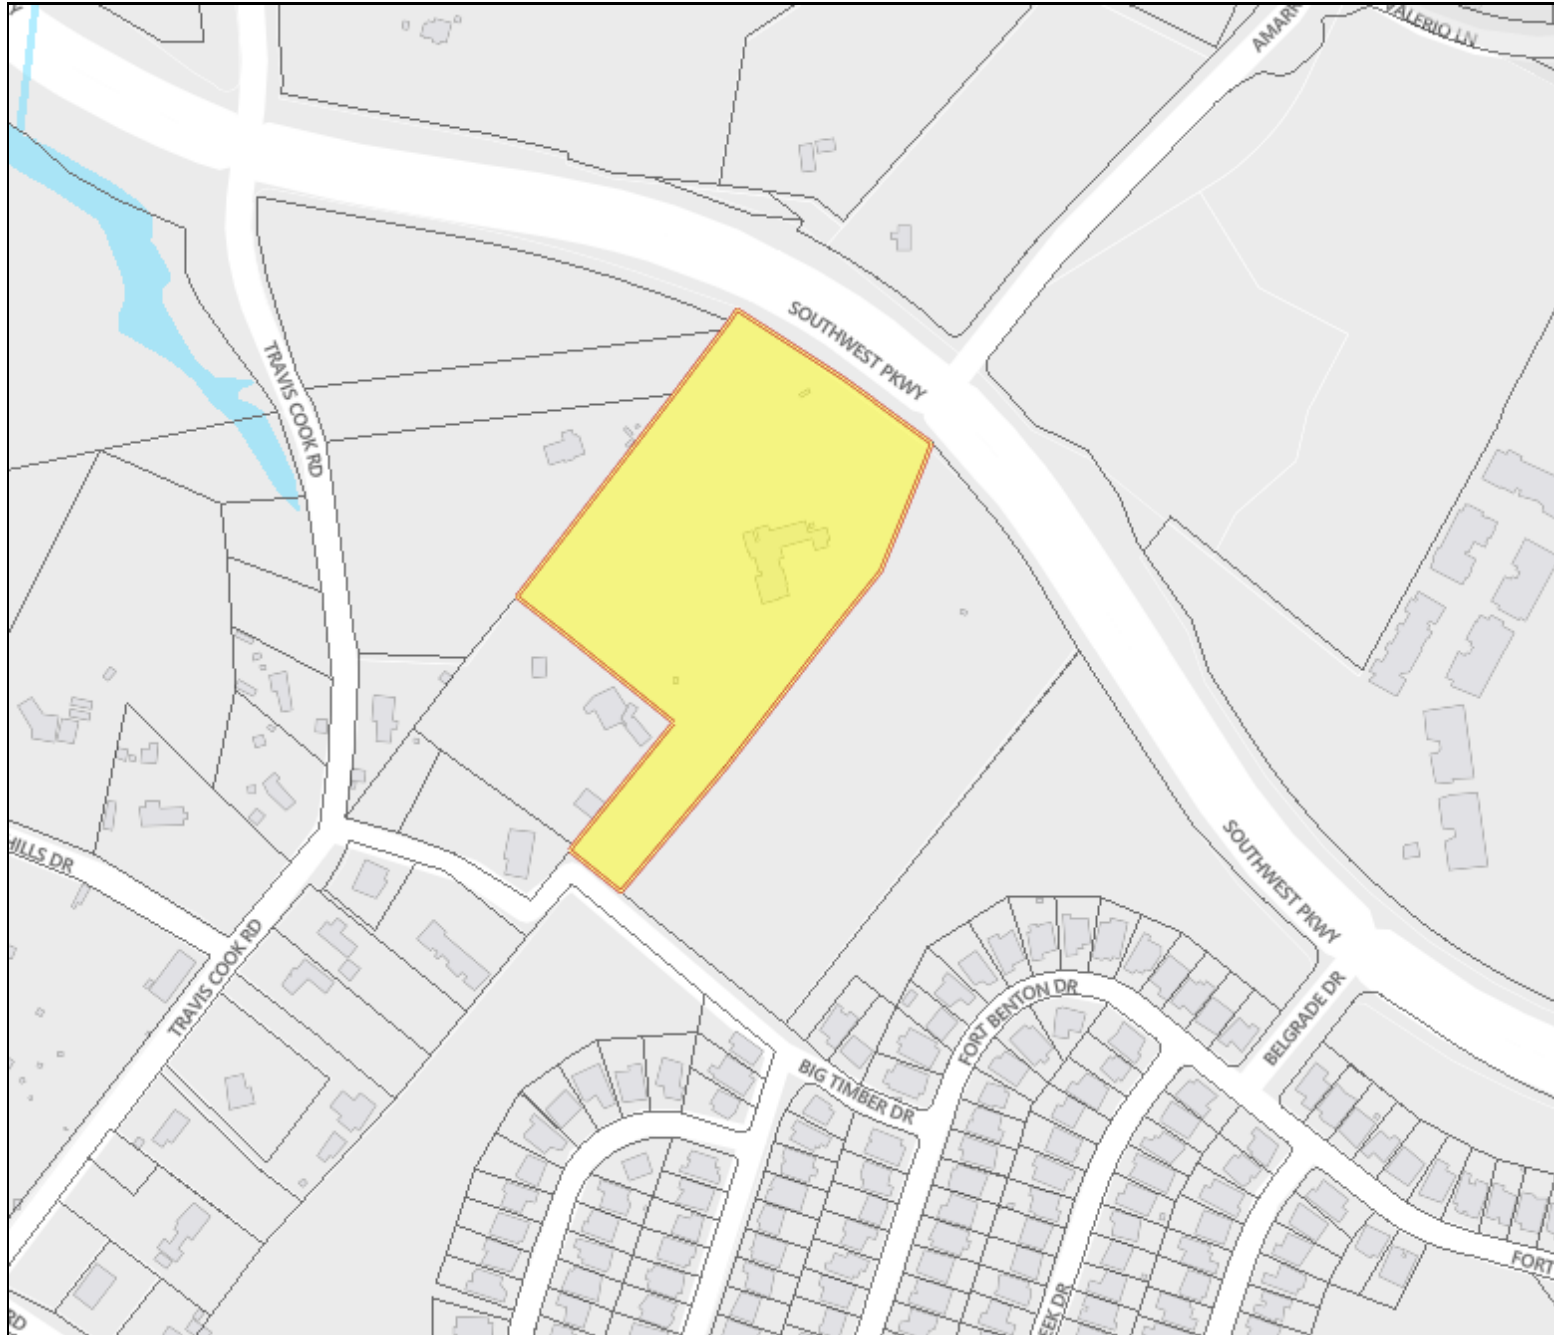 VALERIO LN
SOUTHWEST PKWY
TRAVIS COOK RD
HILLS DR
SOUTHWEST PKWY
TRAVIS COOK RD
FORT BENTON DR
BELGRADE DR
BIG TIMBER DR
FORT
RD